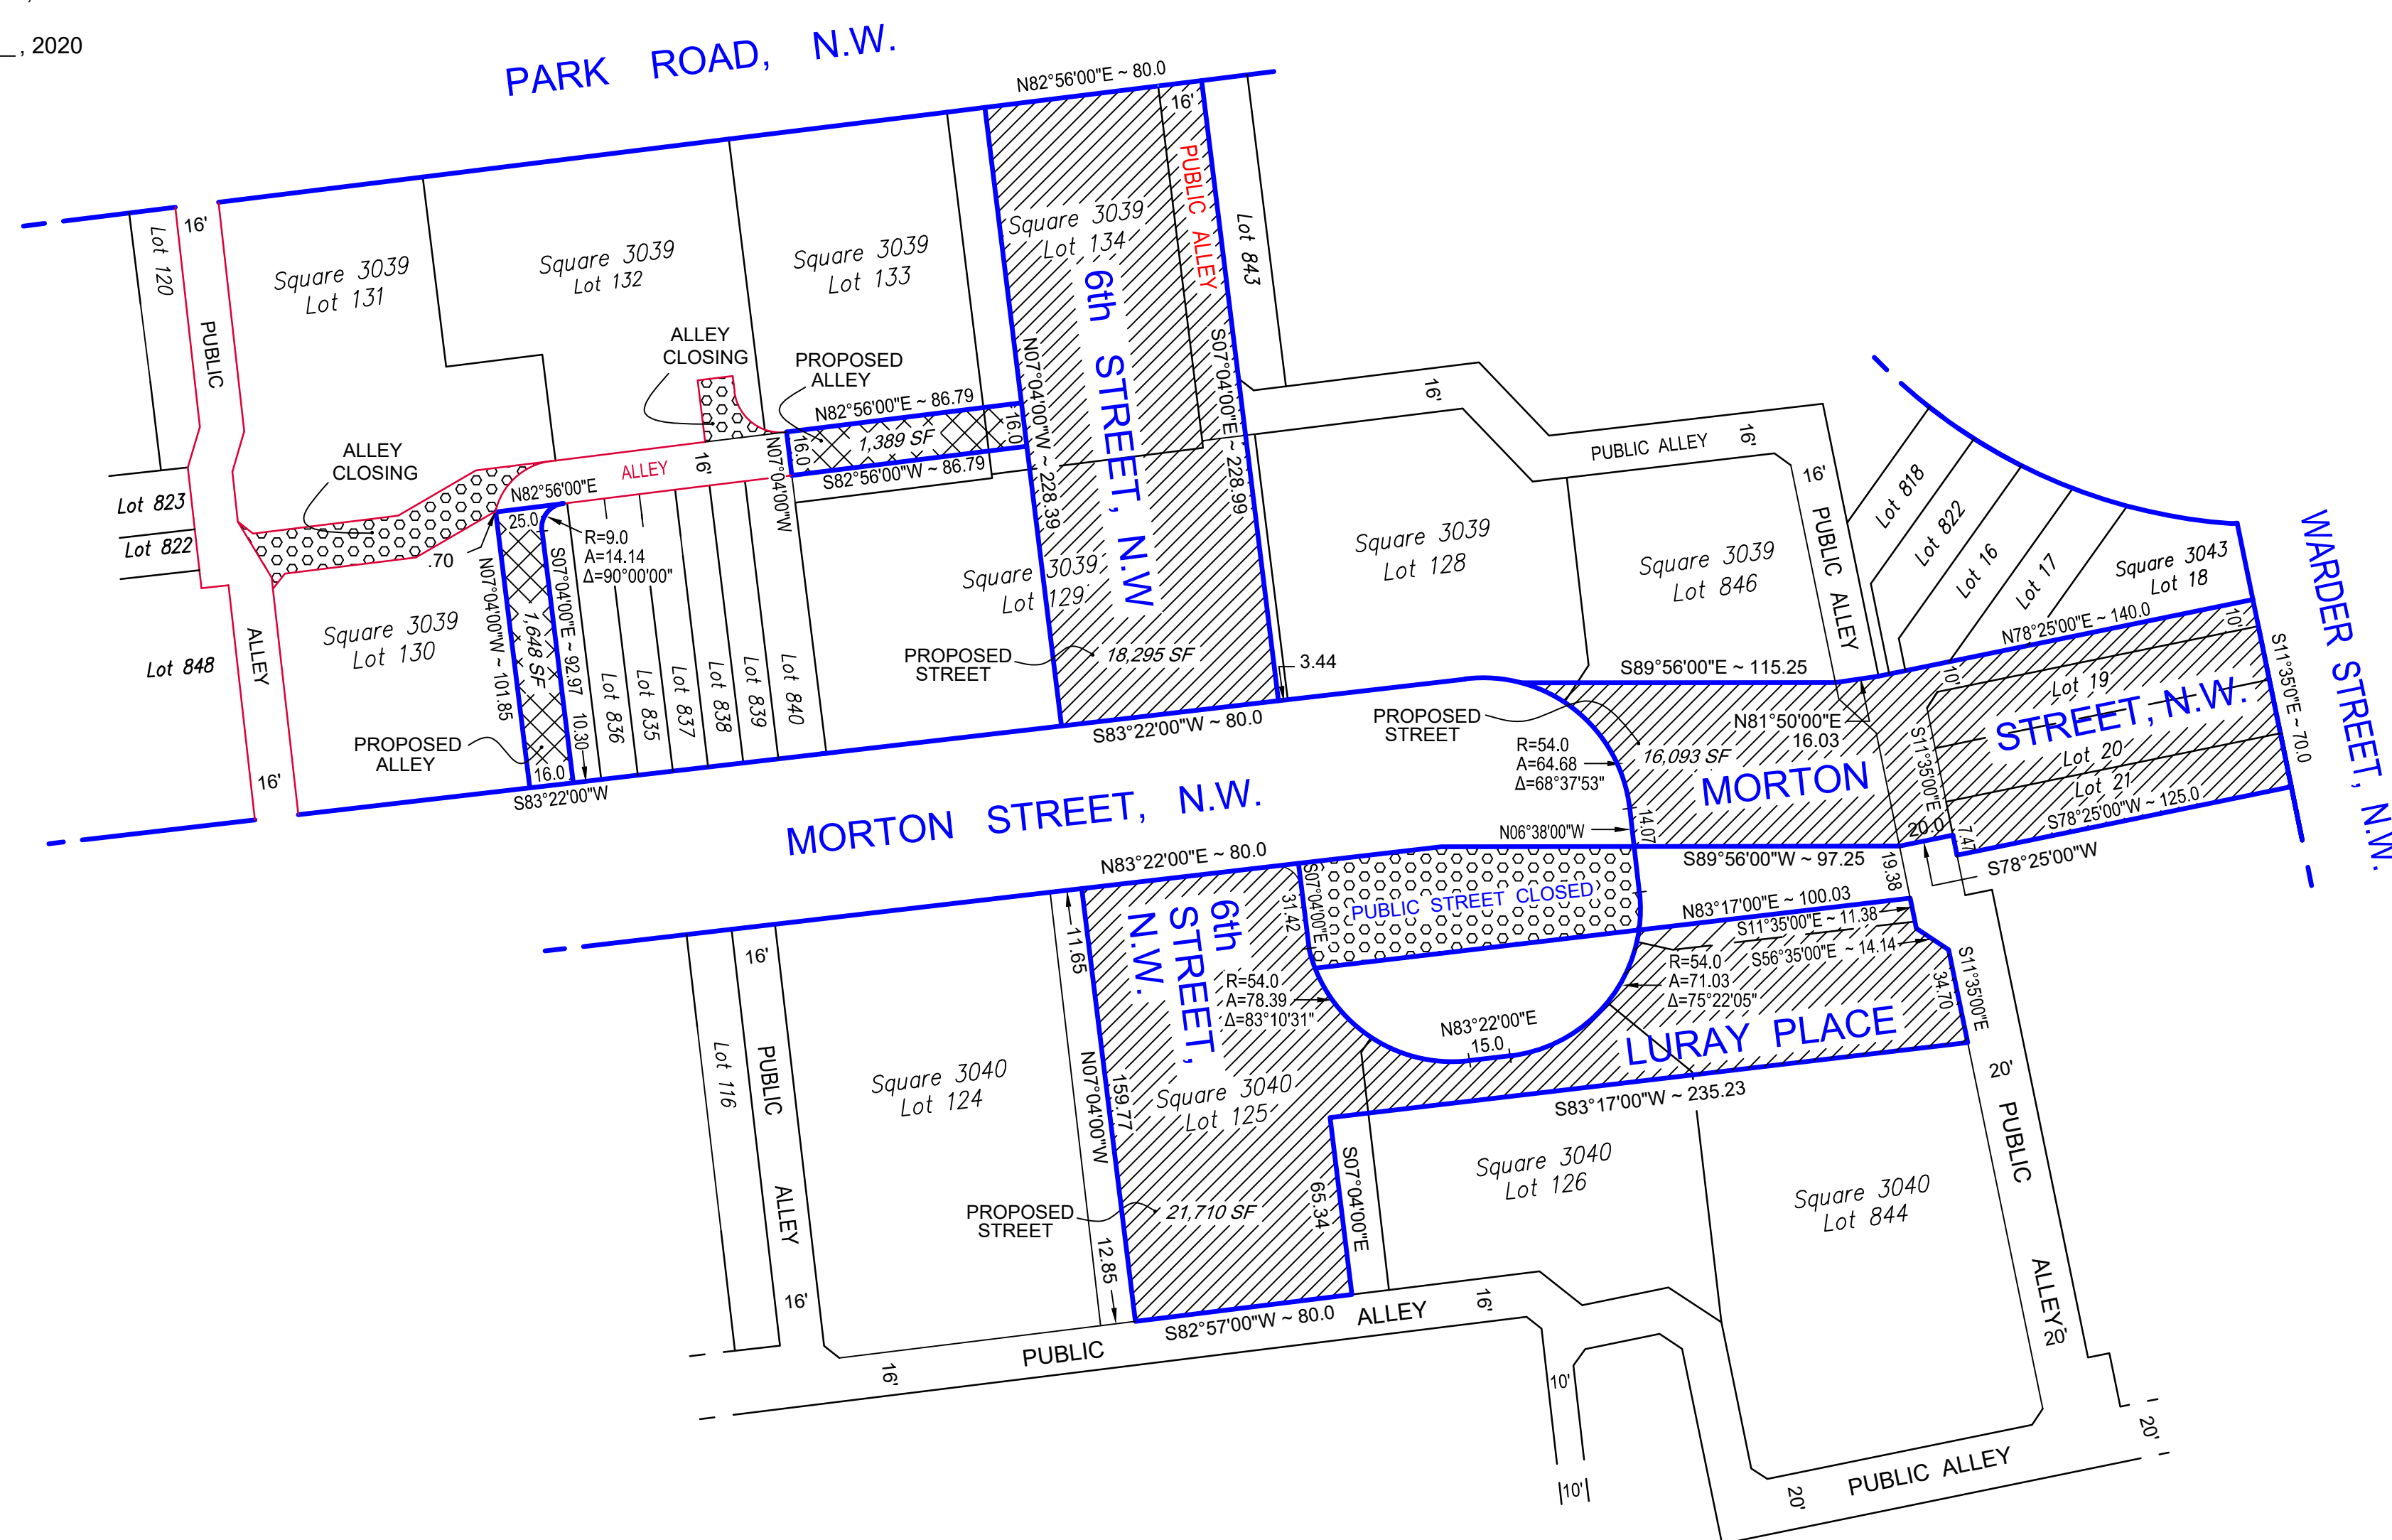 __, 2020
PARK ROAD, N.W.
N82°56'00"E ~ 80.0
16'
PUBLIC ALLEY
Lot 843
16'
Lot 120
PUBLIC
Square 3039
Lot 131
Square 3039
Lot 132
Square 3039
Lot 133
Square 3039
Lot 134
6th STREET, N.W
N07°04'00"W ~ 228.39
S07°04'00"E ~ 228.99
ALLEY
CLOSING
PROPOSED
ALLEY
N82°56'00"E ~ 86.79
16.0
1,389 SF
16.0
S82°56'00"W ~ 86.79
N07°04'00"W
ALLEY
16'
ALLEY
CLOSING
N82°56'00"E
25.0
.70
R=9.0
A=14.14
Δ=90°00'00"
Lot 823
Lot 822
Lot 848
ALLEY
16'
Square 3039
Lot 130
N07°04'00"W ~ 101.85
1,648 SF
S07°04'00"E ~ 92.97
10.30
16.0
S83°22'00"W
PROPOSED
ALLEY
Lot 836
Lot 835
Lot 837
Lot 838
Lot 839
Lot 840
Square 3039
Lot 129
PROPOSED
STREET
18,295 SF
3.44
S83°22'00"W ~ 80.0
16'
PUBLIC ALLEY
16'
16'
PUBLIC ALLEY
Square 3039
Lot 128
Square 3039
Lot 846
Lot 818
Lot 822
Lot 16
Lot 17
Square 3043
Lot 18
WARDER STREET, N.W.
N78°25'00"E ~ 140.0
10'
10'
S11°35'0"E ~ 70.0
Lot 19
STREET, N.W.
Lot 20
Lot 21
S78°25'00"W ~ 125.0
S11°35'00"E
20.0
7.47
S78°25'00"W
S89°56'00"E ~ 115.25
N81°50'00"E
16.03
PROPOSED
STREET
16,093 SF
R=54.0
A=64.68
Δ=68°37'53"
MORTON
N06°38'00"W
14.07
S89°56'00"W ~ 97.25
19.38
MORTON STREET, N.W.
N83°22'00"E ~ 80.0
S07°04'00"E
31.42
PUBLIC STREET CLOSED
N83°17'00"E ~ 100.03
S11°35'00"E ~ 11.38
S56°35'00"E ~ 14.14
S11°35'00"E
34.70
R=54.0
A=71.03
Δ=75°22'05"
LURAY PLACE
N83°22'00"E
15.0
R=54.0
A=78.39
Δ=83°10'31"
6th
STREET,
N.W.
11.65
159.77
N07°04'00"W
12.85
Square 3040
Lot 125
S83°17'00"W ~ 235.23
S07°04'00"E
65.34
PROPOSED
STREET
21,710 SF
S82°57'00"W ~ 80.0
16'
Lot 116
PUBLIC ALLEY
16'
Square 3040
Lot 124
Square 3040
Lot 126
Square 3040
Lot 844
20'
PUBLIC ALLEY
20'
PUBLIC ALLEY
16'
16'
10'
10'
20'
PUBLIC ALLEY
20'